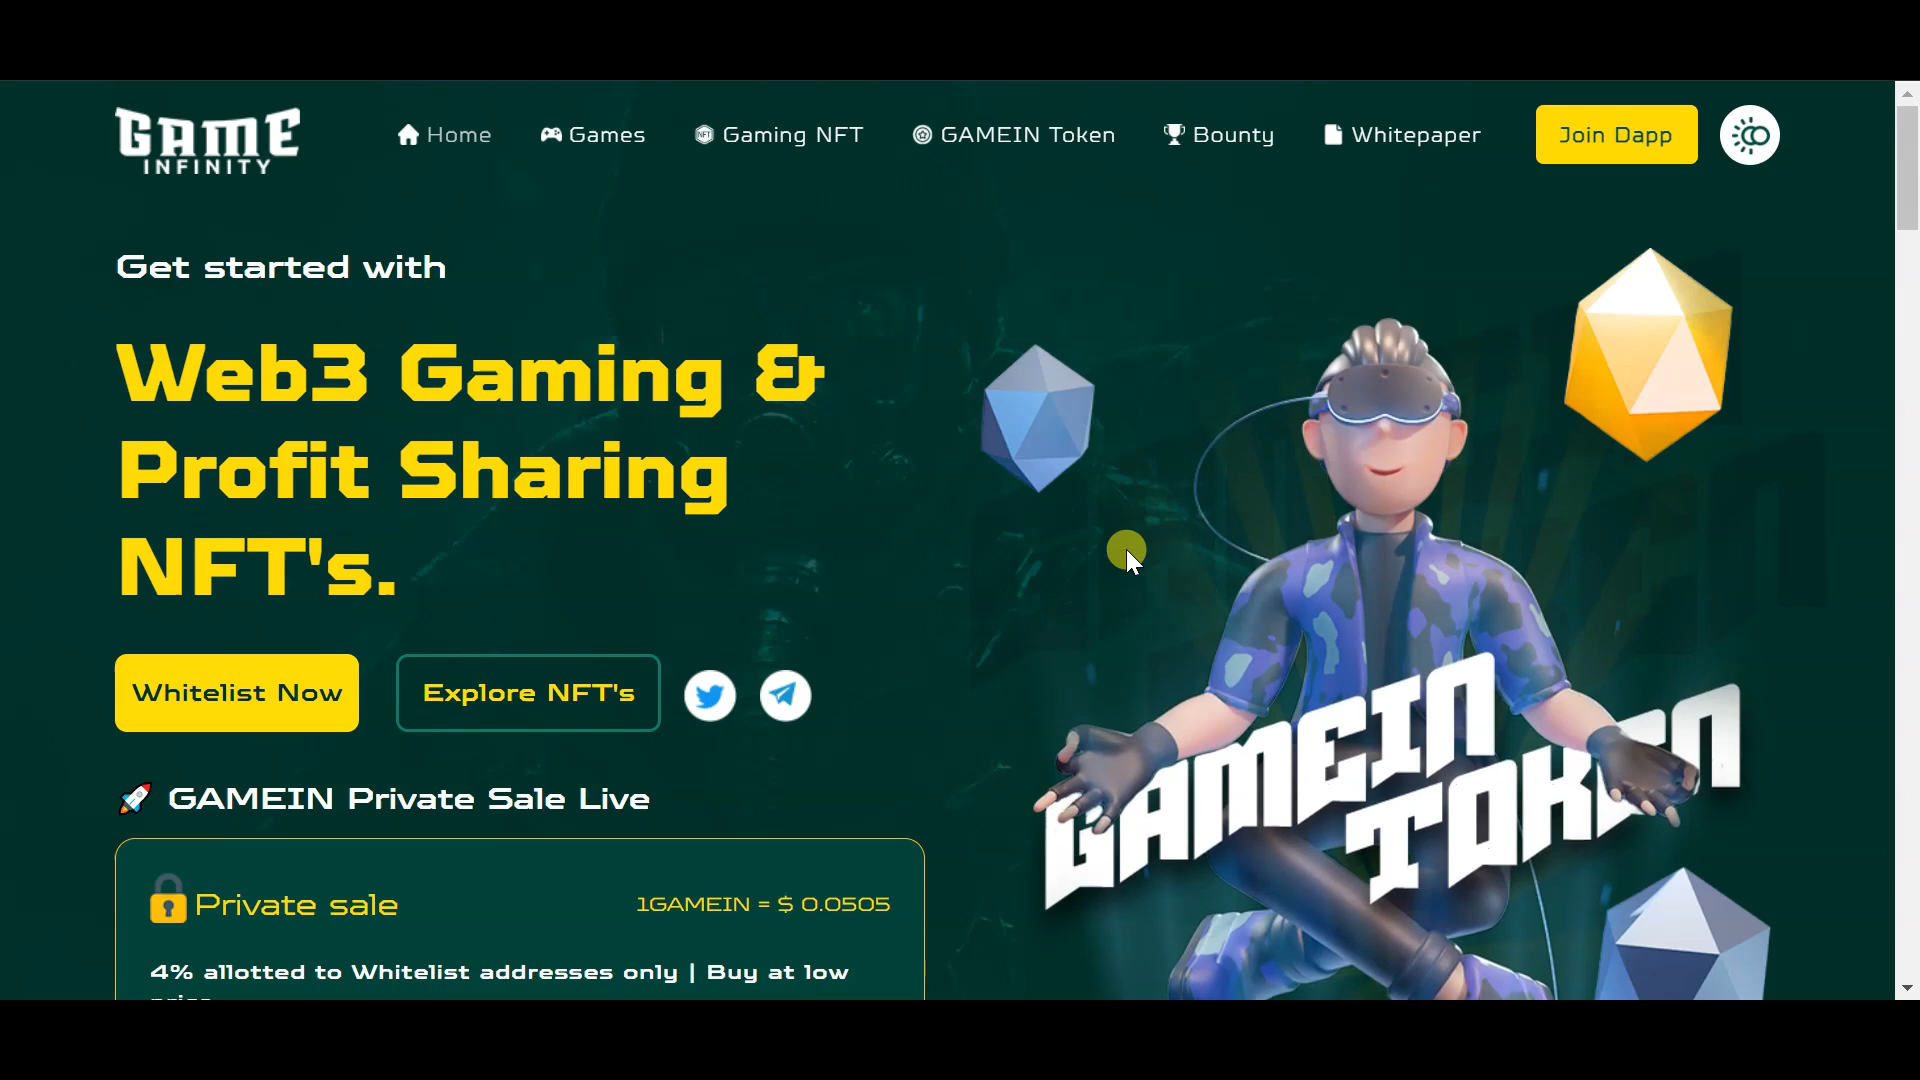 GAME
INFINITY
Home
Games
NFT
Gaming NFT
GAMEIN Token
Bounty
Whitepaper
Join Dapp
Get started with
Web3 Gaming &
Profit Sharing
NFT's.
Whitelist Now
Explore NFT's
🚀 GAMEIN Private Sale Live
Private sale
1GAMEIN = $ 0.0505
4% allotted to Whitelist addresses only | Buy at low
GAMEIN
TOKEN